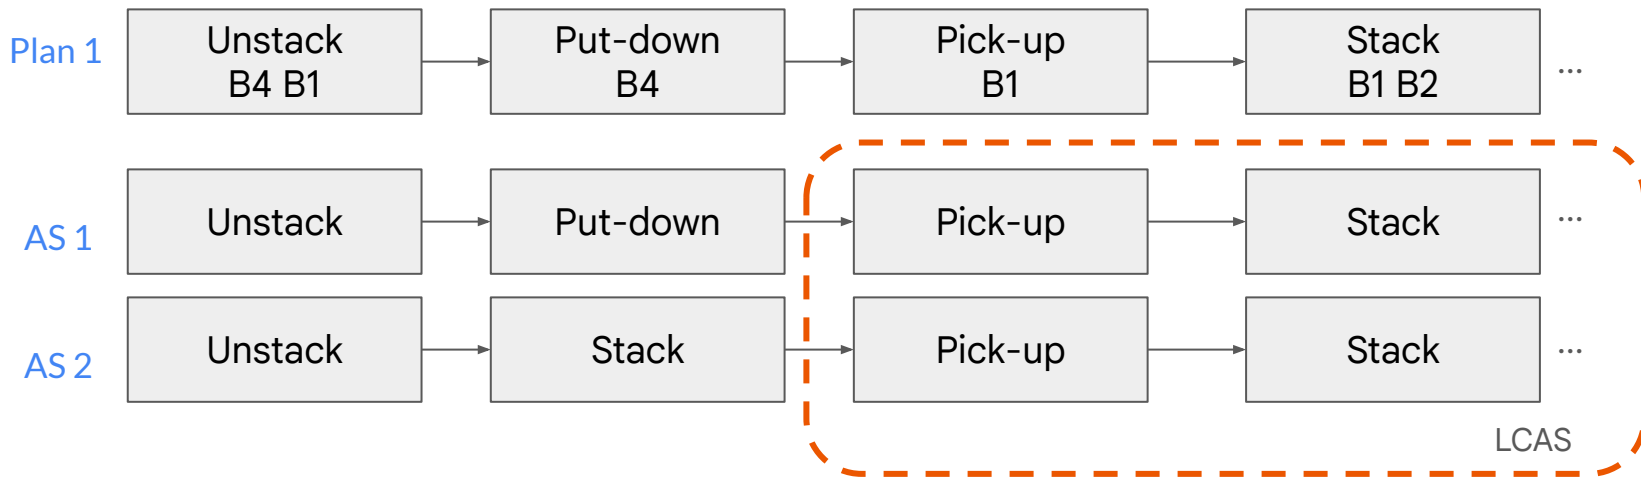 Plan 1
Unstack
B4 B1
Put-down
B4
Pick-up
B1
Stack
B1 B2
...
AS 1
Unstack
Put-down
Pick-up
Stack
...
AS 2
Unstack
Stack
Pick-up
Stack
...
LCAS